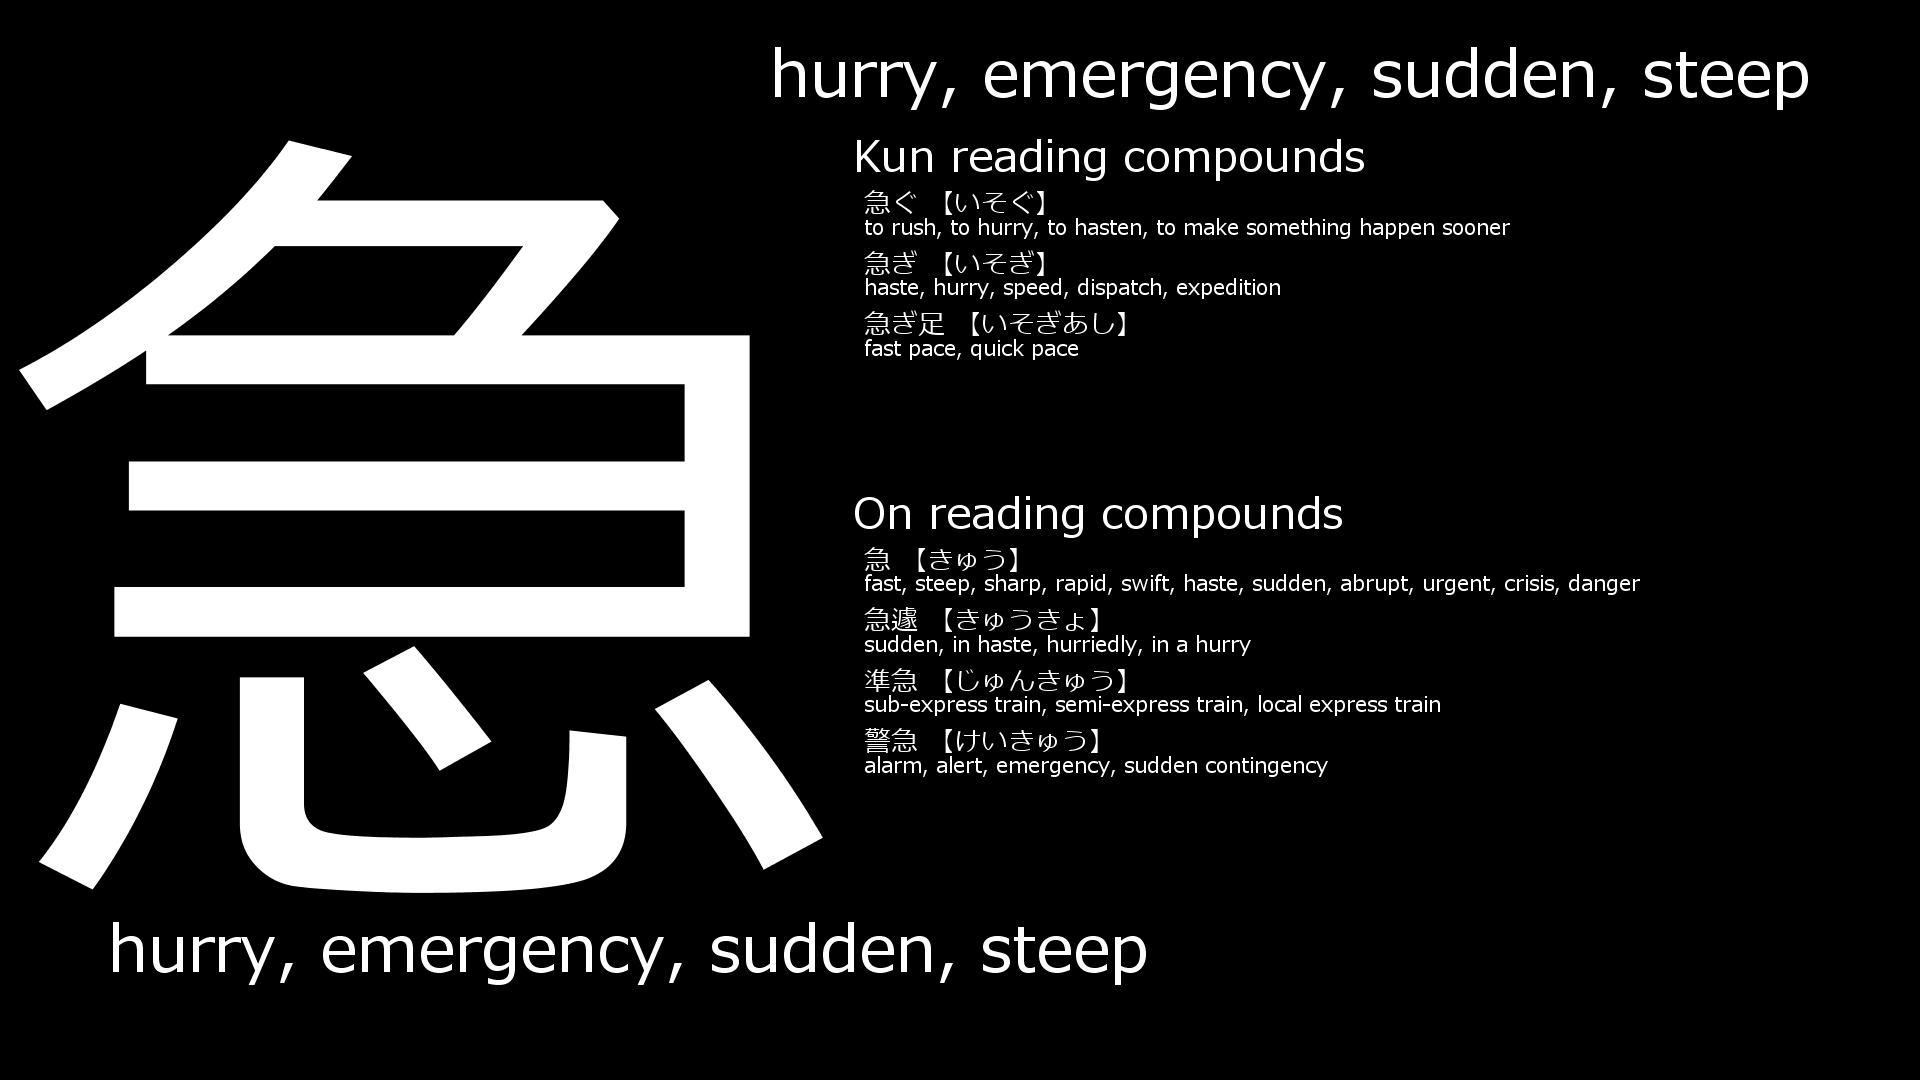 急
hurry, emergency, sudden, steep
Kun reading compounds
急ぐ 【いそぐ】
to rush, to hurry, to hasten, to make something happen sooner
急ぎ 【いそぎ】
haste, hurry, speed, dispatch, expedition
急ぎ足 【いそぎあし】
fast pace, quick pace
On reading compounds
急 【きゅう】
fast, steep, sharp, rapid, swift, haste, sudden, abrupt, urgent, crisis, danger
急遽 【きゅうきょ】
sudden, in haste, hurriedly, in a hurry
準急 【じゅんきゅう】
sub-express train, semi-express train, local express train
警急 【けいきゅう】
alarm, alert, emergency, sudden contingency
hurry, emergency, sudden, steep